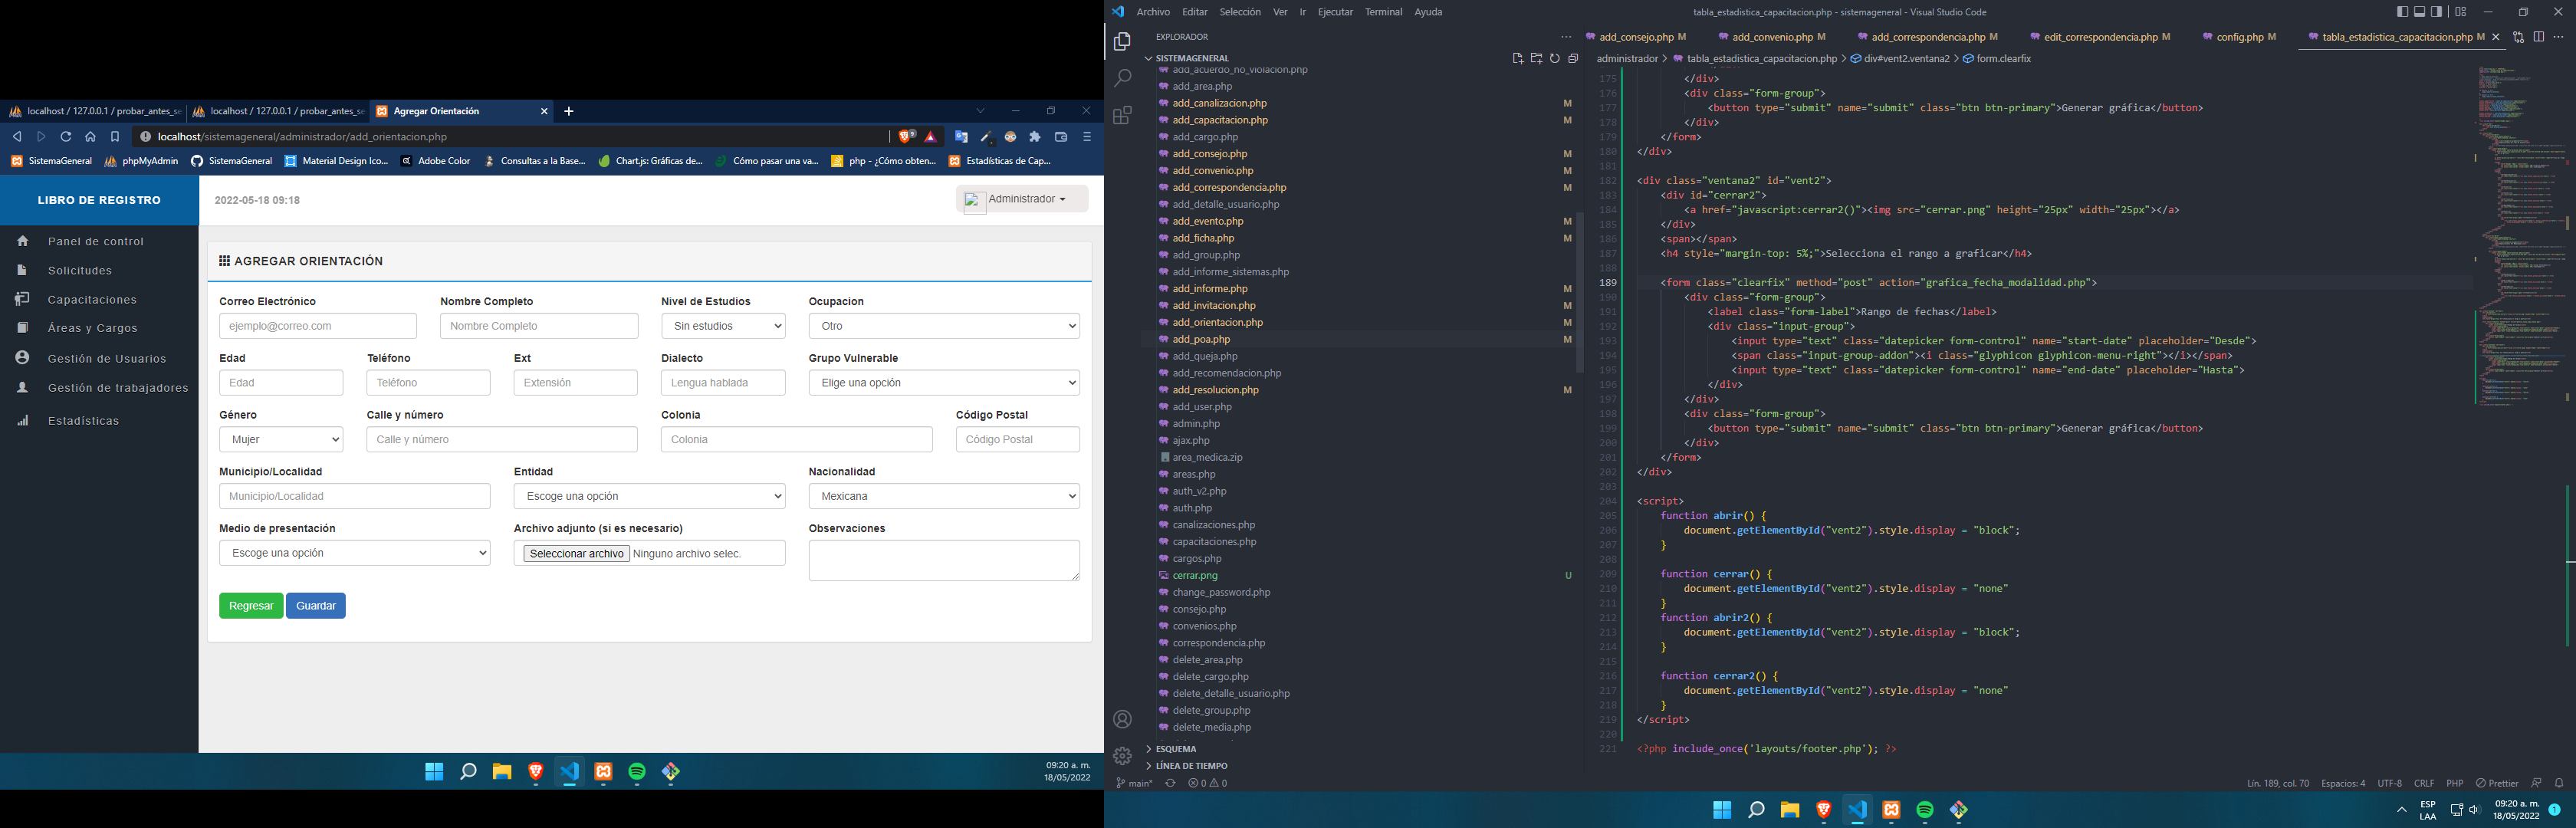 localhost / 127.0.0.1 / probar_antes_se
localhost / 127.0.0.1 / probar_antes_se
Agregar Orientación
localhost/sistemageneral/administrador/add_orientacion.php
SistemaGeneral
phpMyAdmin
SistemaGeneral
Material Design Ico...
Adobe Color
Consultas a la Base...
Chart.js: Gráficas de...
Cómo pasar una va...
php - ¿Cómo obten...
Estadísticas de Cap...
LIBRO DE REGISTRO
2022-05-18 09:18
Administrador
Panel de control
Solicitudes
Capacitaciones
Áreas y Cargos
Gestión de Usuarios
Gestión de trabajadores
Estadísticas
AGREGAR ORIENTACIÓN
Correo Electrónico
Nombre Completo
Nivel de Estudios
Ocupacion
ejemplo@correo.com
Nombre Completo
Sin estudios
Otro
Edad
Teléfono
Ext
Dialecto
Grupo Vulnerable
Edad
Teléfono
Extensión
Lengua hablada
Elige una opción
Género
Calle y número
Colonia
Código Postal
Mujer
Calle y número
Colonia
Código Postal
Municipio/Localidad
Entidad
Nacionalidad
Municipio/Localidad
Escoge una opción
Mexicana
Medio de presentación
Archivo adjunto (si es necesario)
Observaciones
Escoge una opción
Seleccionar archivo Ninguno archivo selec.
Regresar
Guardar
09:20 a. m.
18/05/2022
Archivo Editar Selección Ver Ir Ejecutar Terminal Ayuda
tabla_estadistica_capacitacion.php - sistemageneral - Visual Studio Code
EXPLORADOR
SISTEMAGENERAL
add_acuerdo_no_violacion.php
add_area.php
add_canalizacion.php M
add_capacitacion.php M
add_cargo.php
add_consejo.php M
add_convenio.php M
add_correspondencia.php M
add_detalle_usuario.php
add_evento.php M
add_ficha.php M
add_group.php
add_informe_sistemas.php
add_informe.php M
add_invitacion.php M
add_orientacion.php M
add_poa.php M
add_queja.php
add_recomendacion.php
add_resolucion.php M
add_user.php
admin.php
ajax.php
area_medica.zip
areas.php
auth_v2.php
auth.php
canalizaciones.php
capacitaciones.php
cargos.php
cerrar.png U
change_password.php
consejo.php
convenios.php
correspondencia.php
delete_area.php
delete_cargo.php
delete_detalle_usuario.php
delete_group.php
delete_media.php
ESQUEMA
LÍNEA DE TIEMPO
add_consejo.php M
add_convenio.php M
add_correspondencia.php M
edit_correspondencia.php M
config.php M
tabla_estadistica_capacitacion.php M
administrador > tabla_estadistica_capacitacion.php > div#vent2.ventana2 > form.clearfix
175 </div>
176 <div class="form-group">
177 <button type="submit" name="submit" class="btn btn-primary">Generar gráfica</button>
178 </div>
179 </form>
180 </div>
181
182 <div class="ventana2" id="vent2">
183 <div id="cerrar2">
184 <a href="javascript:cerrar2()"><img src="cerrar.png" height="25px" width="25px"></a>
185 </div>
186 <span></span>
187 <h4 style="margin-top: 5%;">Selecciona el rango a graficar</h4>
188
189 <form class="clearfix" method="post" action="grafica_fecha_modalidad.php">
190 <div class="form-group">
191 <label class="form-label">Rango de fechas</label>
192 <div class="input-group">
193 <input type="text" class="datepicker form-control" name="start-date" placeholder="Desde">
194 <span class="input-group-addon"><i class="glyphicon glyphicon-menu-right"></i></span>
195 <input type="text" class="datepicker form-control" name="end-date" placeholder="Hasta">
196 </div>
197 </div>
198 <div class="form-group">
199 <button type="submit" name="submit" class="btn btn-primary">Generar gráfica</button>
200 </div>
201 </form>
202 </div>
203
204 <script>
205 function abrir() {
206 document.getElementById("vent2").style.display = "block";
207 }
208
209 function cerrar() {
210 document.getElementById("vent2").style.display = "none"
211 }
212 function abrir2() {
213 document.getElementById("vent2").style.display = "block";
214 }
215
216 function cerrar2() {
217 document.getElementById("vent2").style.display = "none"
218 }
219 </script>
220
221 <?php include_once('layouts/footer.php'); ?>
main* 0 0
Lín. 189, col. 70 Espacios: 4 UTF-8 CRLF PHP Prettier
ESP
LAA
09:20 a. m.
18/05/2022
1